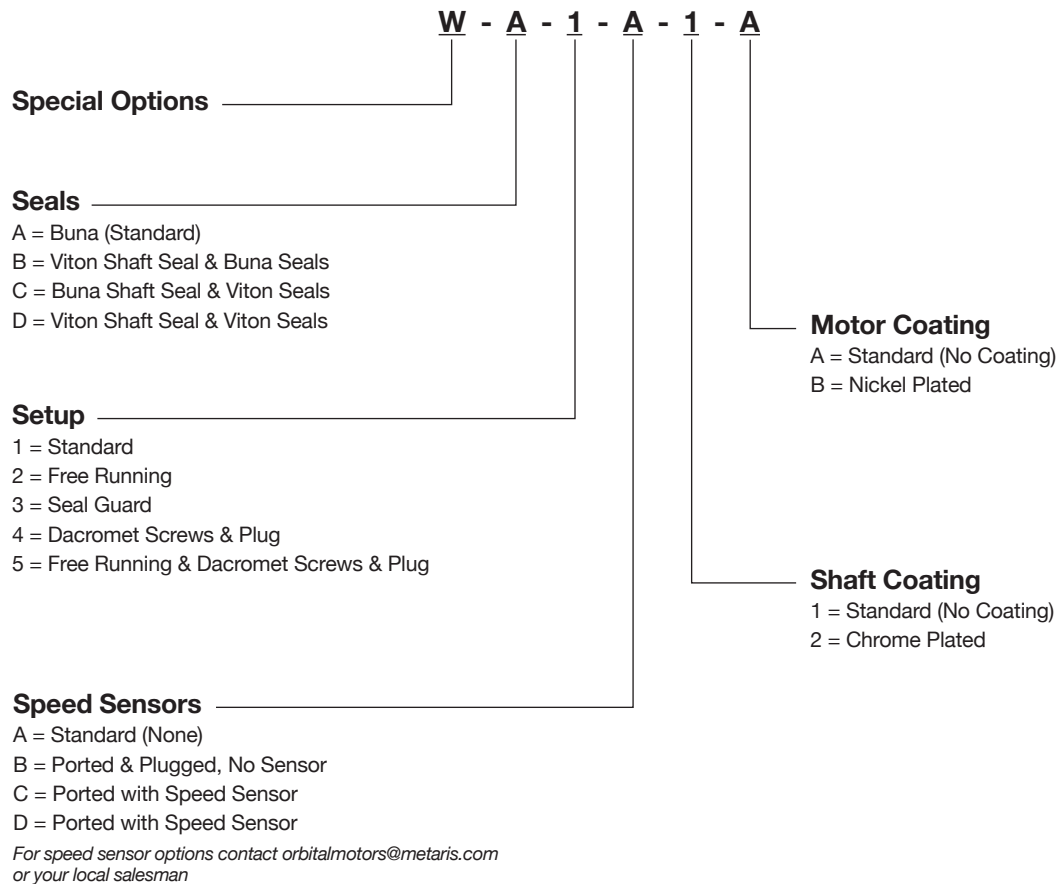 W - A - 1 - A - 1 - A
Special Options
Seals
A = Buna (Standard)
B = Viton Shaft Seal & Buna Seals
C = Buna Shaft Seal & Viton Seals
D = Viton Shaft Seal & Viton Seals
Motor Coating
A = Standard (No Coating)
B = Nickel Plated
Setup
1 = Standard
2 = Free Running
3 = Seal Guard
4 = Dacromet Screws & Plug
5 = Free Running & Dacromet Screws & Plug
Shaft Coating
1 = Standard (No Coating)
2 = Chrome Plated
Speed Sensors
A = Standard (None)
B = Ported & Plugged, No Sensor
C = Ported with Speed Sensor
D = Ported with Speed Sensor
For speed sensor options contact orbitalmotors@metaris.com
or your local salesman